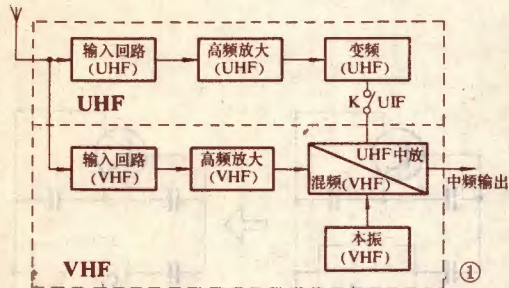 输入回路
(UHF)
高频放大
(UHF)
变频
(UHF)
UHF
K
UIF
输入回路
(VHF)
高频放大
(VHF)
UHF中放
混频(VHF)
中频输出
本振
(VHF)
VHF
①